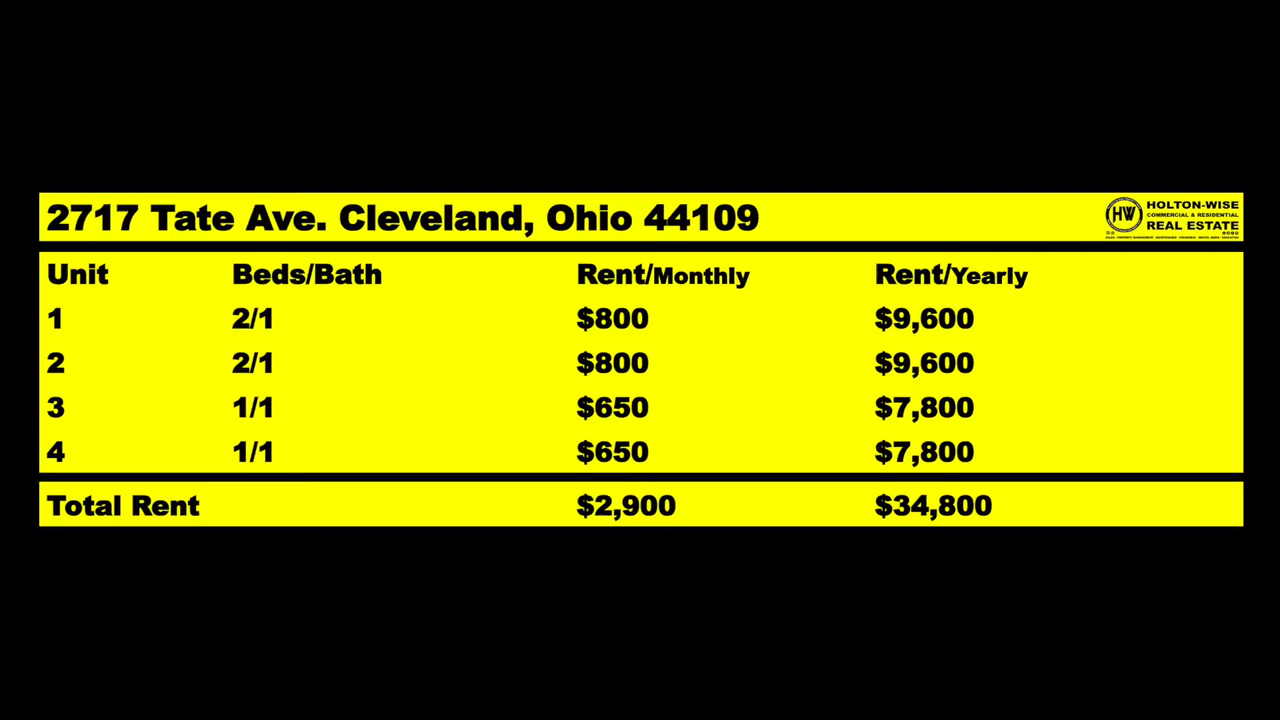 2717 Tate Ave. Cleveland, Ohio 44109
HW
HOLTON-WISE
COMMERCIAL & RESIDENTIAL
REAL ESTATE
Unit Beds/Bath Rent/Monthly Rent/Yearly
1 2/1 $800 $9,600
2 2/1 $800 $9,600
3 1/1 $650 $7,800
4 1/1 $650 $7,800
Total Rent $2,900 $34,800